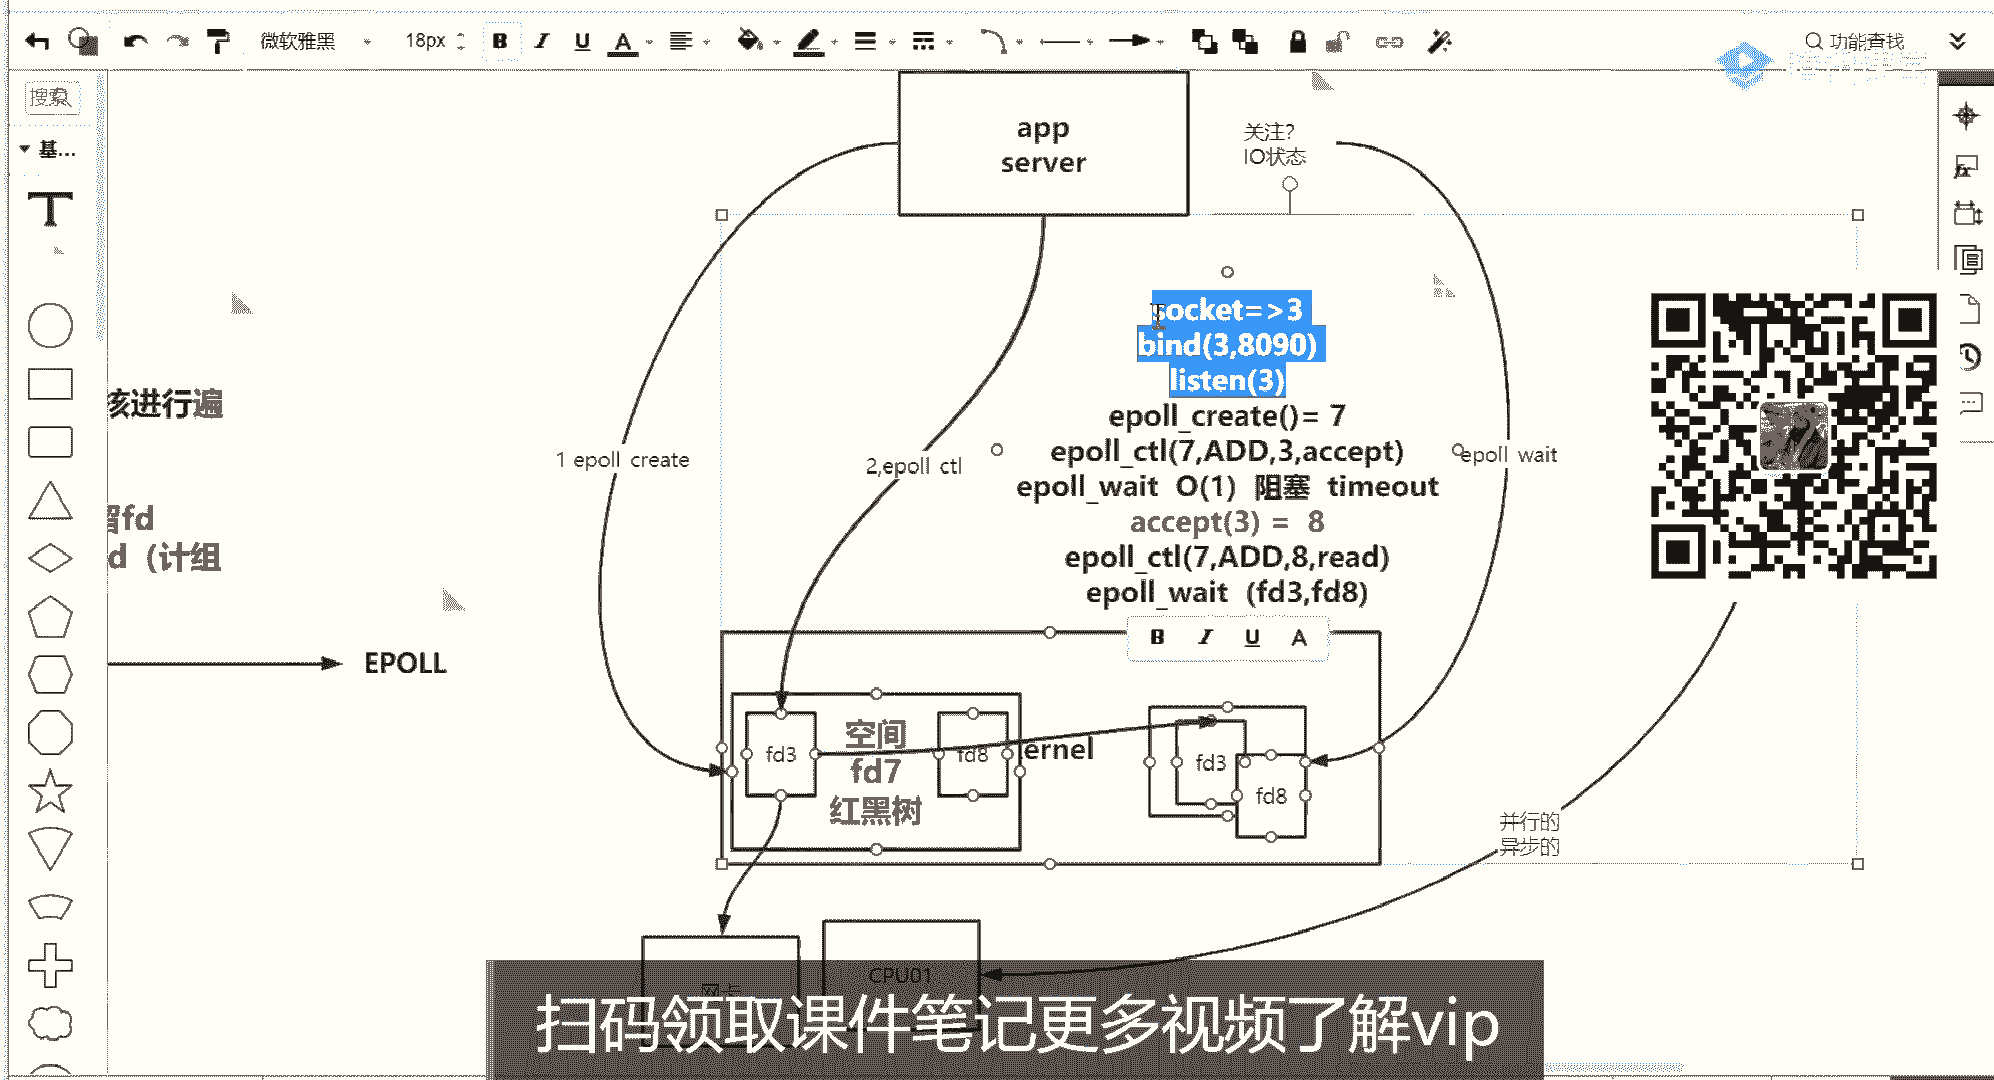 微软雅黑
18px
B I U A
功能查找
搜索
基...
T
app
server
关注?
IO状态
socket=>3
bind(3,8090)
listen(3)
epoll_create()= 7
epoll_ctl(7,ADD,3,accept)
epoll_wait O(1) 阻塞 timeout
accept(3) = 8
epoll_ctl(7,ADD,8,read)
epoll_wait (fd3,fd8)
1 epoll create
2,epoll ctl
epoll wait
核进行遍
fd
d (计组
EPOLL
B I U A
fd3
空间
fd7
红黑树
fd8
ernel
fd3
fd8
并行的
异步的
CPU01
网卡
扫码领取课件笔记更多视频了解vip